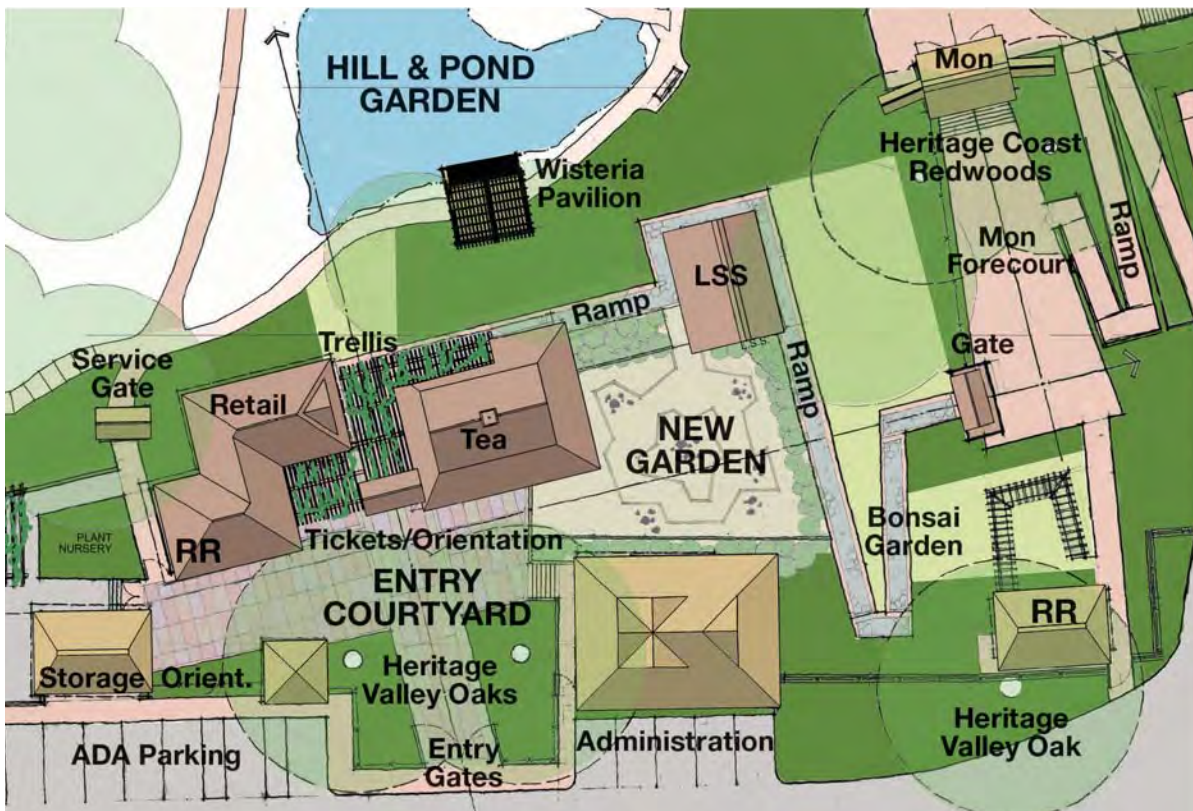 HILL & POND
GARDEN
Mon
Wisteria
Pavilion
Heritage Coast
Redwoods
Ramp
Mon
Forecourt
LSS
Ramp
L.S.S.
Trellis
Service
Gate
Gate
Ramp
Retail
Tea
NEW
GARDEN
PLANT
NURSERY
RR
Tickets/Orientation
Bonsai
Garden
ENTRY
COURTYARD
RR
Storage
Orient.
Heritage
Valley Oaks
Heritage
Valley Oak
ADA Parking
Entry
Gates
Administration